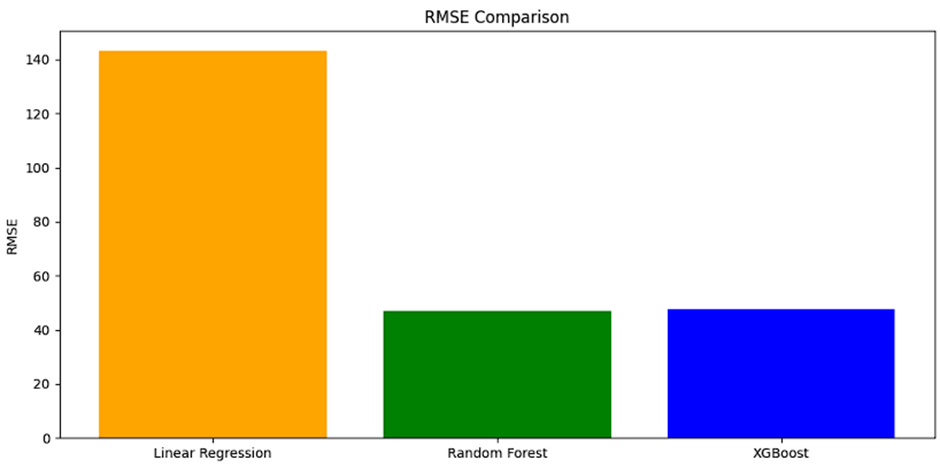 RMSE Comparison
140
120
100
80
60
40
20
0
RMSE
Linear Regression
Random Forest
XGBoost